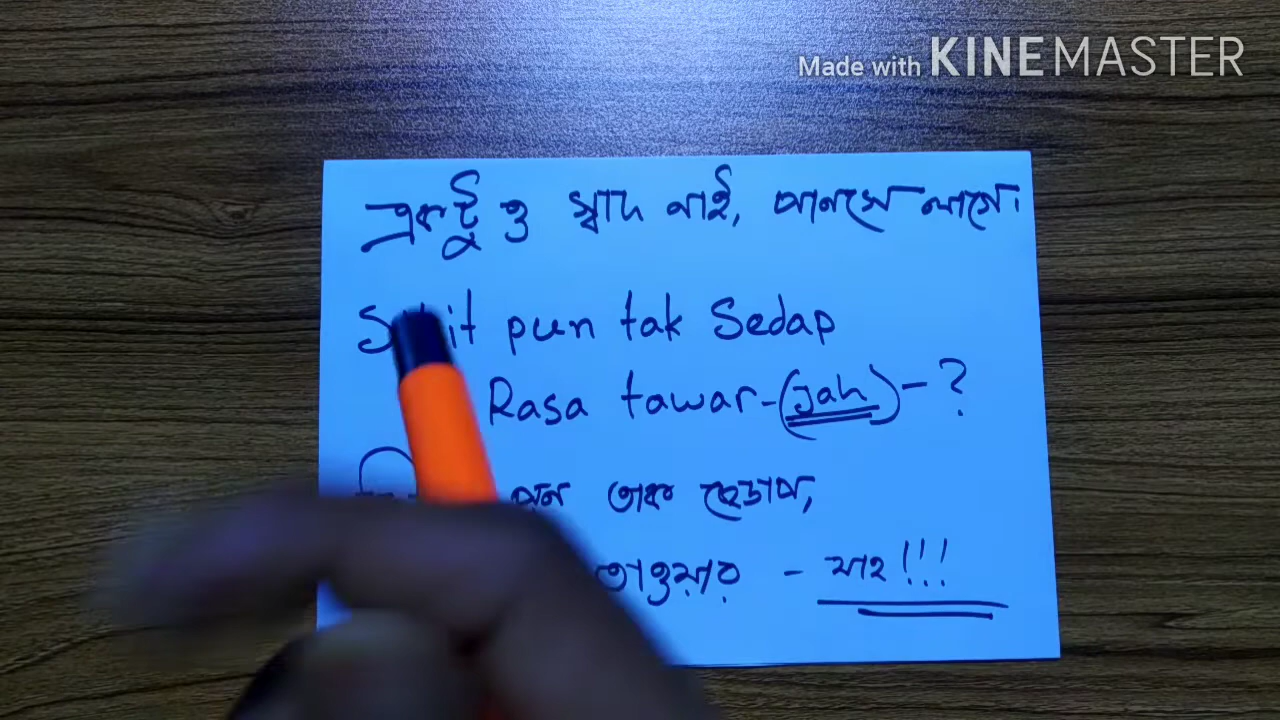 Made with KINEMASTER
একটু ও স্বাদ নাই, পানসে লাগে।
pun tak Sedap
Rasa tawar-(jah)-?
পুন তাক ছেডাপ,
তাওয়ার - যাহ!!!